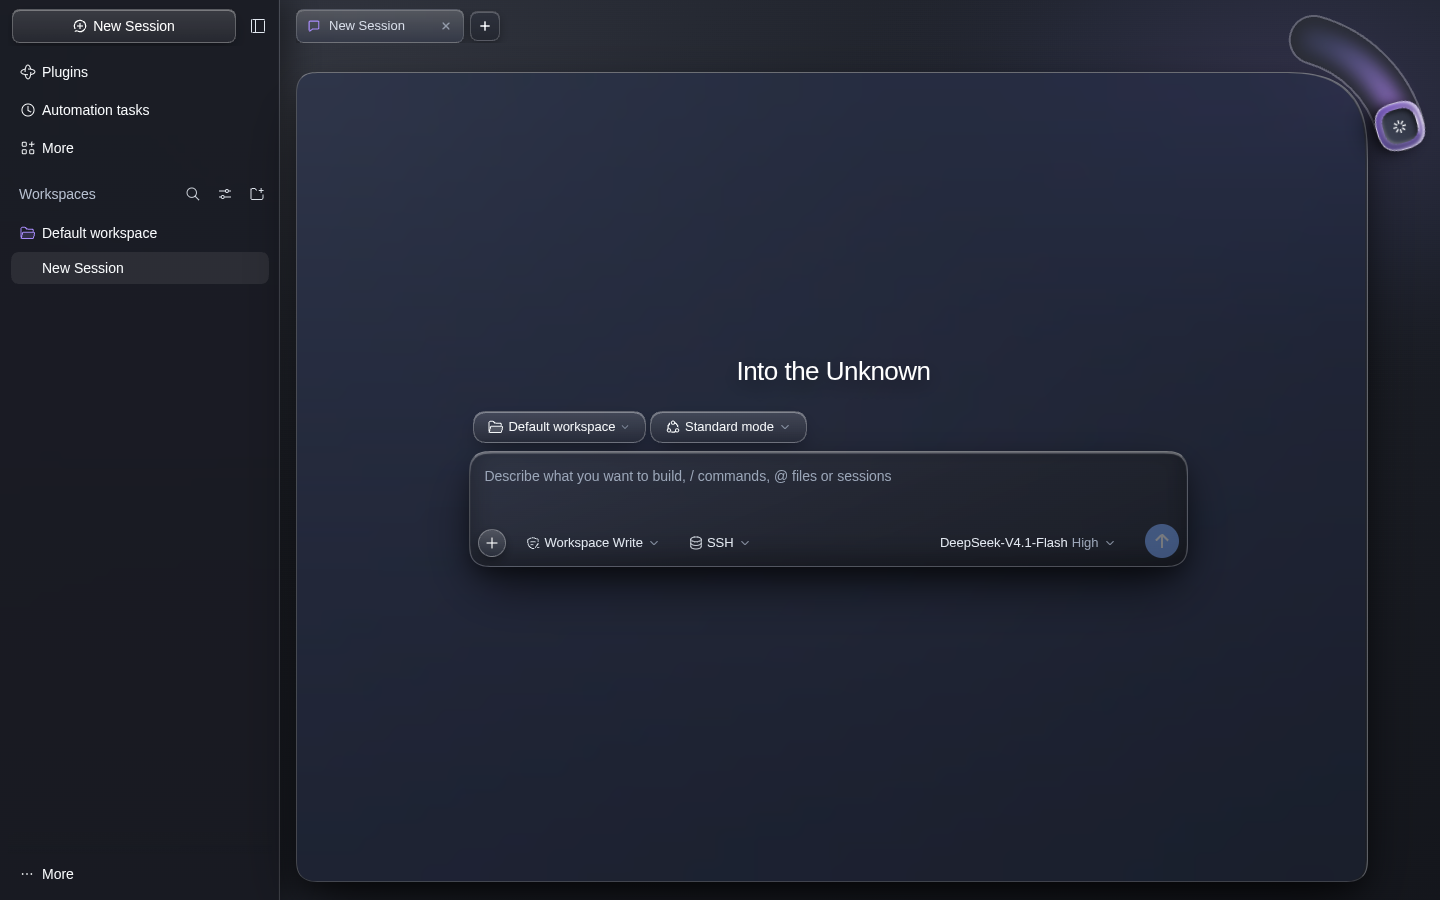 New Session
New Session
Plugins
Automation tasks
More
Workspaces
Default workspace
New Session
Into the Unknown
Default workspace
Standard mode
Describe what you want to build, / commands, @ files or sessions
Workspace Write
SSH
DeepSeek-V4.1-Flash High
More